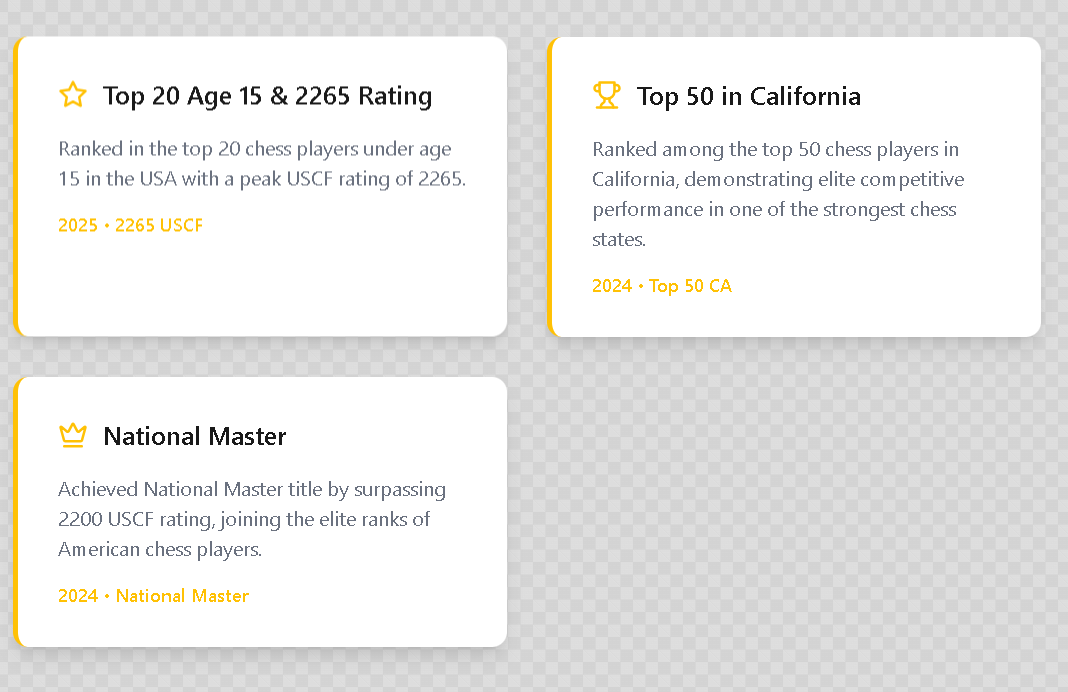 Top 20 Age 15 & 2265 Rating
Ranked in the top 20 chess players under age
15 in the USA with a peak USCF rating of 2265.
2025 • 2265 USCF
Top 50 in California
Ranked among the top 50 chess players in
California, demonstrating elite competitive
performance in one of the strongest chess
states.
2024 • Top 50 CA
National Master
Achieved National Master title by surpassing
2200 USCF rating, joining the elite ranks of
American chess players.
2024 • National Master